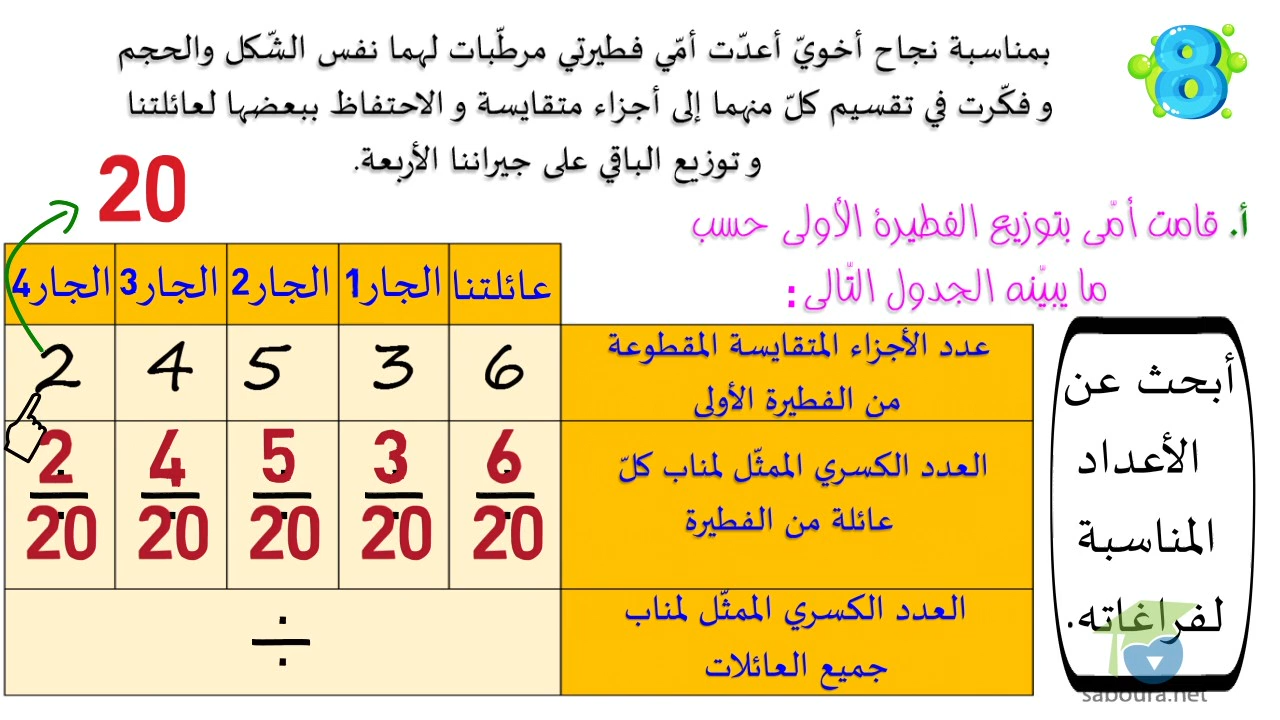 8
بمناسبة نجاح أخويّ أعدّت أمّي فطيرتي مرطّبات لهما نفس الشّكل والحجم
و فكّرت في تقسيم كلّ منهما إلى أجزاء متقايسة و الاحتفاظ ببعضها لعائلتنا
و توزيع الباقي على جيراننا الأربعة.
20
أ. قامت أمّي بتوزيع الفطيرة الأولى حسب
ما يبيّنه الجدول التّالي :
عائلتنا الجار1 الجار2 الجار3 الجار4
عدد الأجزاء المتقايسة المقطوعة
من الفطيرة الأولى
6 3 5 4 2
العدد الكسري الممثّل لمناب كلّ
عائلة من الفطيرة
6 3 5 4 2
20 20 20 20 20
العدد الكسري الممثّل لمناب
جميع العائلات
أبحث عن
الأعداد
المناسبة
لفراغاته.
saboura.net